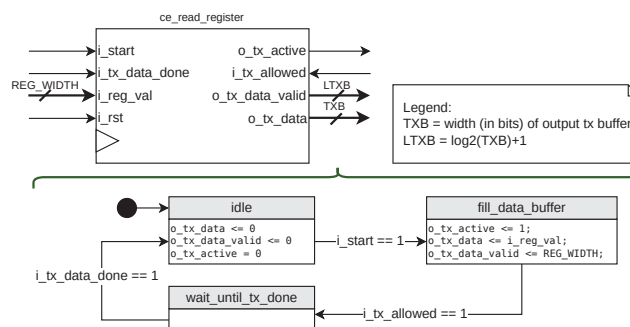 ce_read_register
i_start
o_tx_active
i_tx_data_done
i_tx_allowed
REG_WIDTH
i_reg_val
o_tx_data_valid
LTXB
i_rst
o_tx_data
TXB
Legend:
TXB = width (in bits) of output tx buffer
LTXB = log2(TXB)+1
idle
o_tx_data <= 0
o_tx_data_valid <= 0
o_tx_active = 0
i_start == 1
fill_data_buffer
o_tx_active <= 1;
o_tx_data <= i_reg_val;
o_tx_data_valid <= REG_WIDTH;
i_tx_data_done == 1
wait_until_tx_done
i_tx_allowed == 1